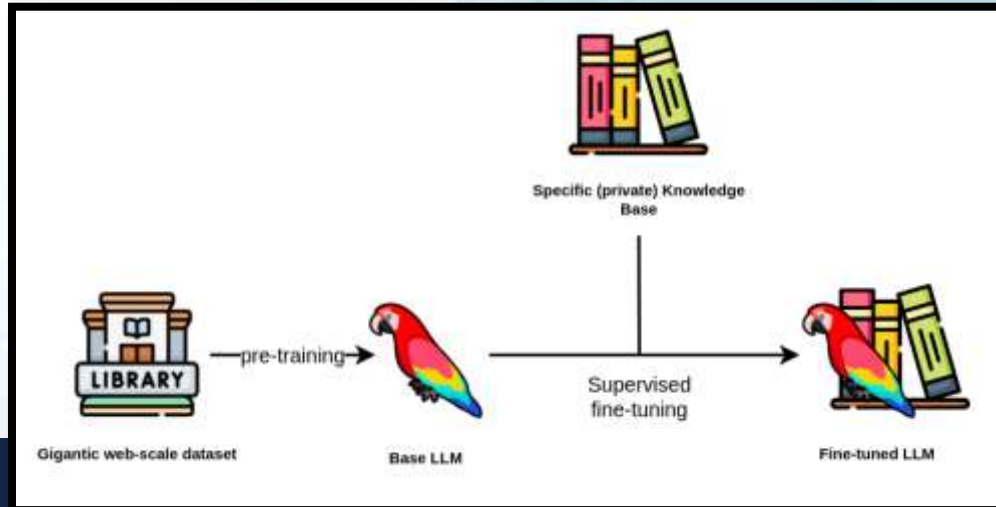 Specific (private) Knowledge
Base
LIBRARY
pre-training
Supervised
fine-tuning
Gigantic web-scale dataset
Base LLM
Fine-tuned LLM